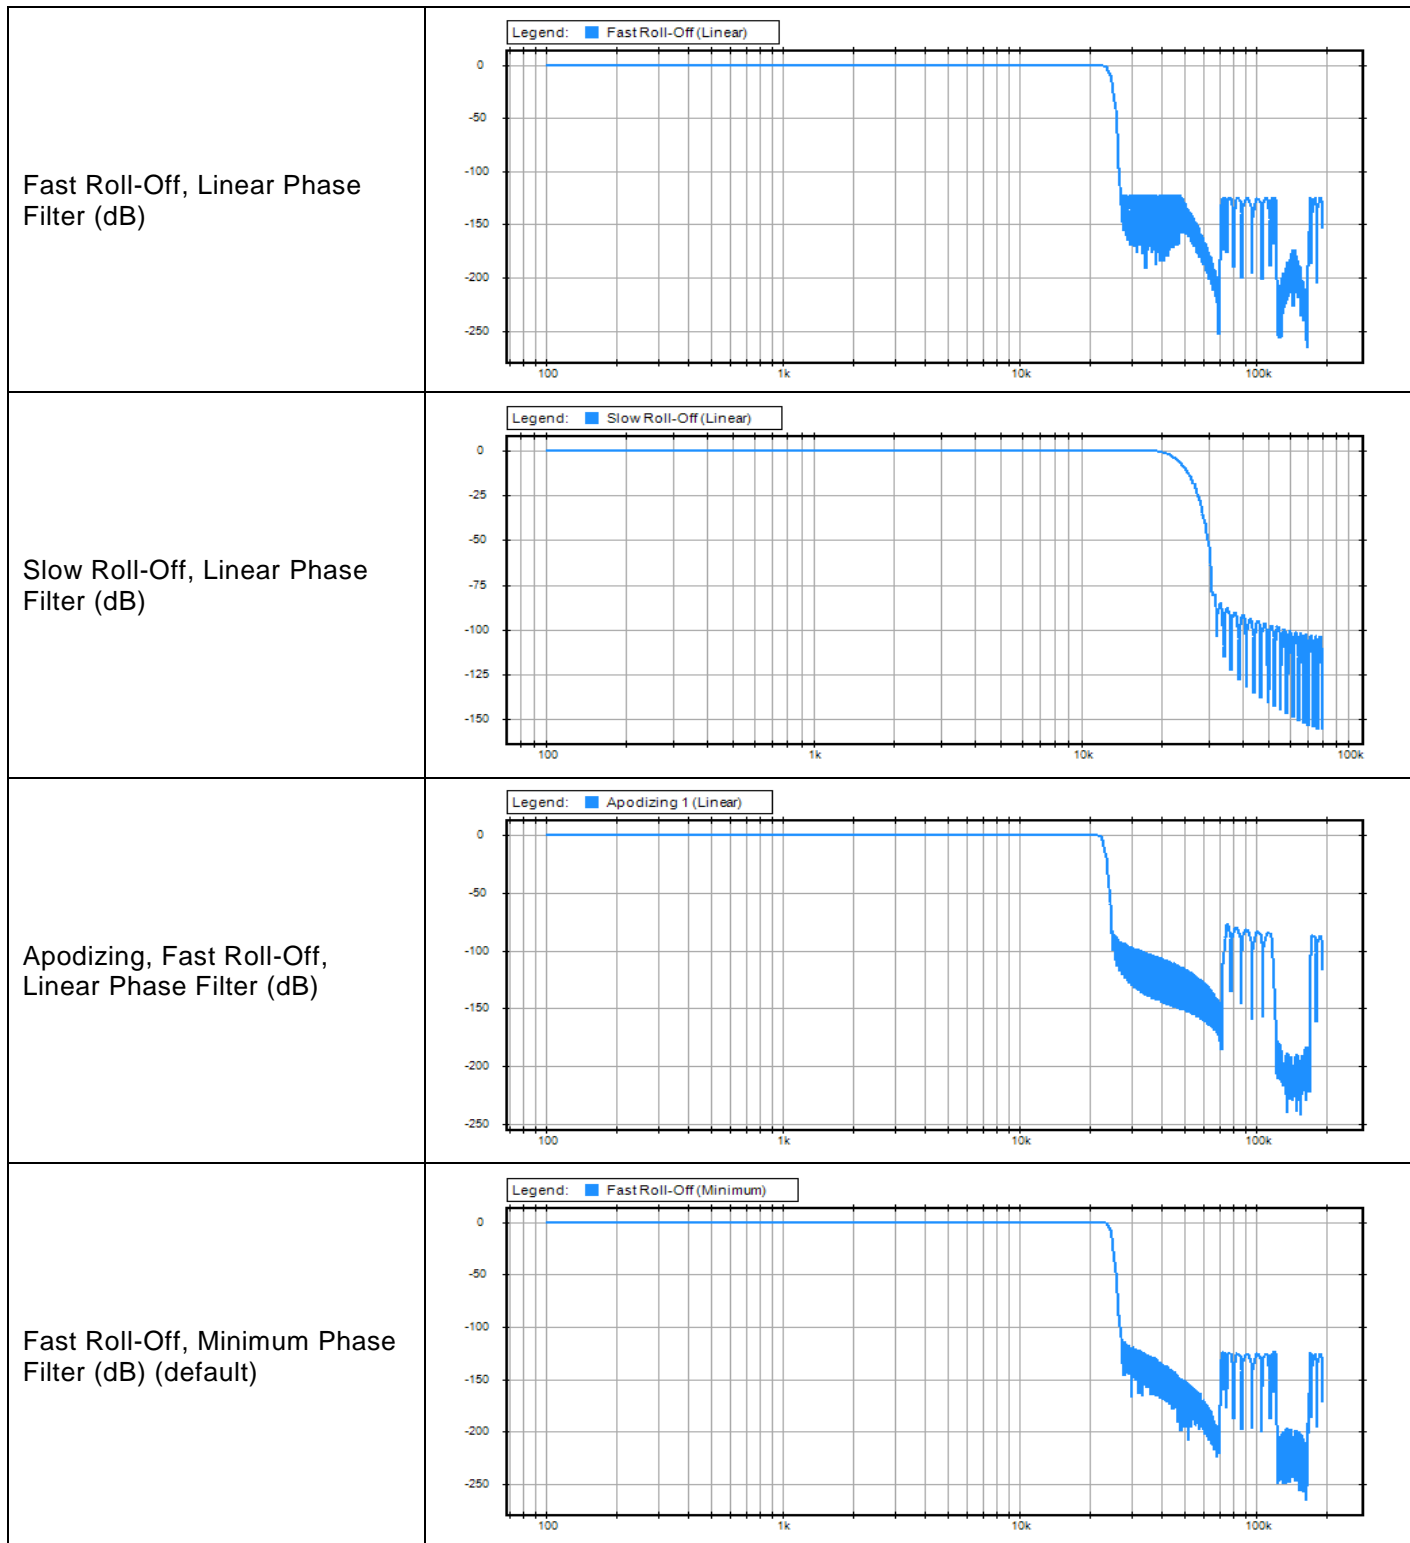 Fast Roll-Off, Linear Phase
Filter (dB)
Legend: Fast Roll-Off (Linear)
0
-50
-100
-150
-200
-250
100 1k 10k 100k
Slow Roll-Off, Linear Phase
Filter (dB)
Legend: Slow Roll-Off (Linear)
0
-25
-50
-75
-100
-125
-150
100 1k 10k 100k
Apodizing, Fast Roll-Off,
Linear Phase Filter (dB)
Legend: Apodizing 1 (Linear)
0
-50
-100
-150
-200
-250
100 1k 10k 100k
Fast Roll-Off, Minimum Phase
Filter (dB) (default)
Legend: Fast Roll-Off (Minimum)
0
-50
-100
-150
-200
-250
100 1k 10k 100k